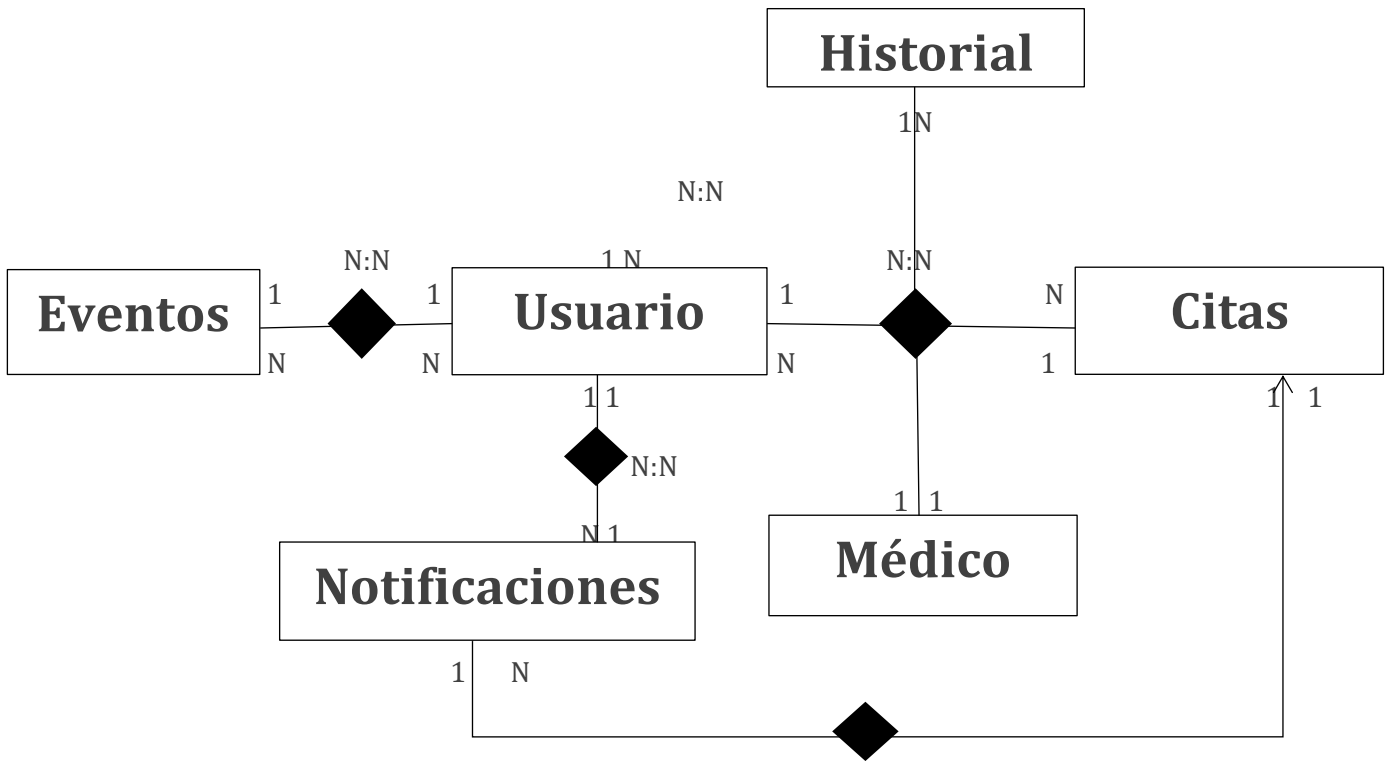 Historial
1N
N:N
N:N
1 N
N:N
Eventos
1
1
Usuario
1
N
Citas
N
N
N
1
1 1
1
1
N:N
1
1
N 1
Médico
Notificaciones
1
N